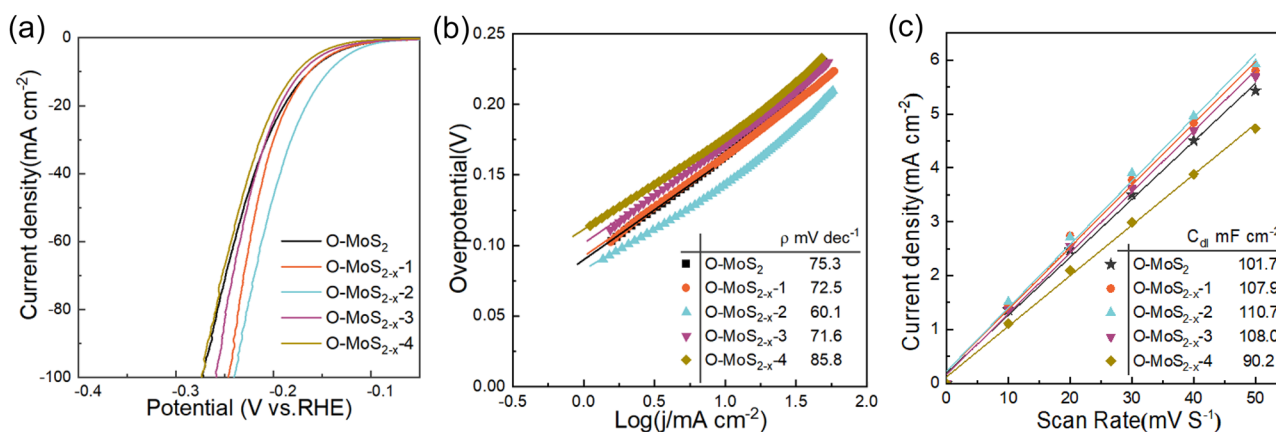 (a)
0
-20
-40
-60
-80
-100
Current density(mA cm-2)
O-MoS2
O-MoS2-x-1
O-MoS2-x-2
O-MoS2-x-3
O-MoS2-x-4
-0.3
-0.2
-0.1
Potential (V vs.RHE)
(b)
0.25
0.20
0.15
0.10
0.05
0.00
Overpotential(V)
ρ mV dec-1
O-MoS2 75.3
O-MoS2-x-1 72.5
O-MoS2-x-2 60.1
O-MoS2-x-3 71.6
O-MoS2-x-4 85.8
-0.5 0.0 0.5 1.0 1.5 2.0
Log(j/mA cm-2)
(c)
6
5
4
3
2
1
0
Current density(mA cm-2)
Cdl mF cm-2
O-MoS2 101.7
O-MoS2-x-1 107.9
O-MoS2-x-2 110.7
O-MoS2-x-3 108.0
O-MoS2-x-4 90.2
0 10 20 30 40 50
Scan Rate(mV S-1)